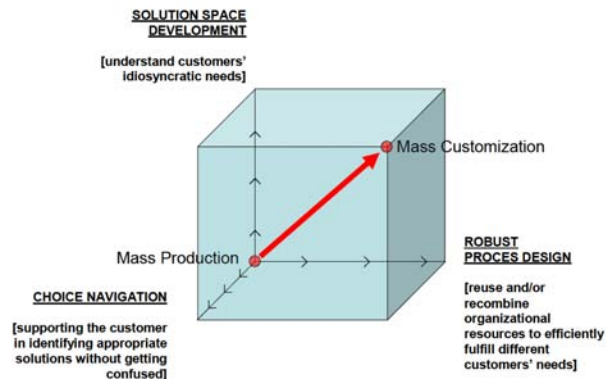 SOLUTION SPACE
DEVELOPMENT
[understand customers'
idiosyncratic needs]
Mass Customization
Mass Production
ROBUST
PROCES DESIGN
[reuse and/or
recombine
organizational
resources to efficiently
fulfill different
customers' needs]
CHOICE NAVIGATION
[supporting the customer
in identifying appropriate
solutions without getting
confused]